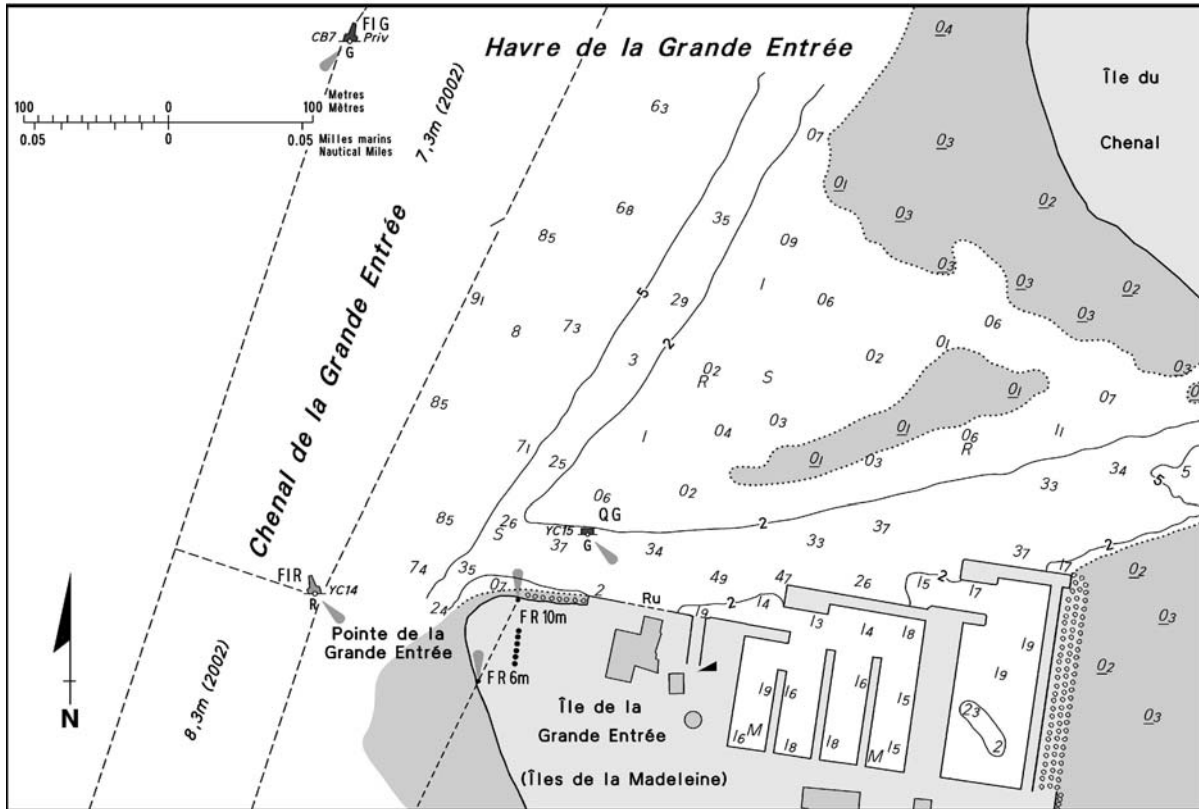 Fl G
CB7 Priv
G
Havre de la Grande Entrée
Île du
Chenal
100 0 100
Metres
Mètres
0.05 0 0.05
Milles marins
Nautical Miles
7,3m (2002)
Chenal de la Grande Entrée
0₄
6₃
0₇
0₃
0₁
0₂
6₈
3₅
0₃
8₅
0₉
0₃
0₃
0₂
9₁
5
2₉
1
0₆
0₃
8
7₃
2
0₆
0₁
3
0₂
0₂
0₃
R
S
0₁
0
8₅
0₇
1
0₄
0₃
0₁
0₆
1₁
R
7₁
2₅
0₁
0₃
3₄
5
5
0₆
0₂
3₃
QG
8₅
2₆
YC15
G
2
3₇
S
3₇
3₄
3₃
3₇
2
7₄
3₅
0₇
2
4₉
4₇
2₆
1₅
2
1₇
1₇
0₂
Fl R
YC14
R
2₄
Ru
1₉
2
1₄
FR 10m
1₃
1₄
1₈
0₃
Pointe de la
Grande Entrée
FR 6m
1₉
1₉
0₂
8,3m (2002)
N
Île de la
Grande Entrée
(Îles de la Madeleine)
1₉
1₆
1₆
1₅
2₃
2
0₃
1₆
M
1₈
1₈
M
1₅